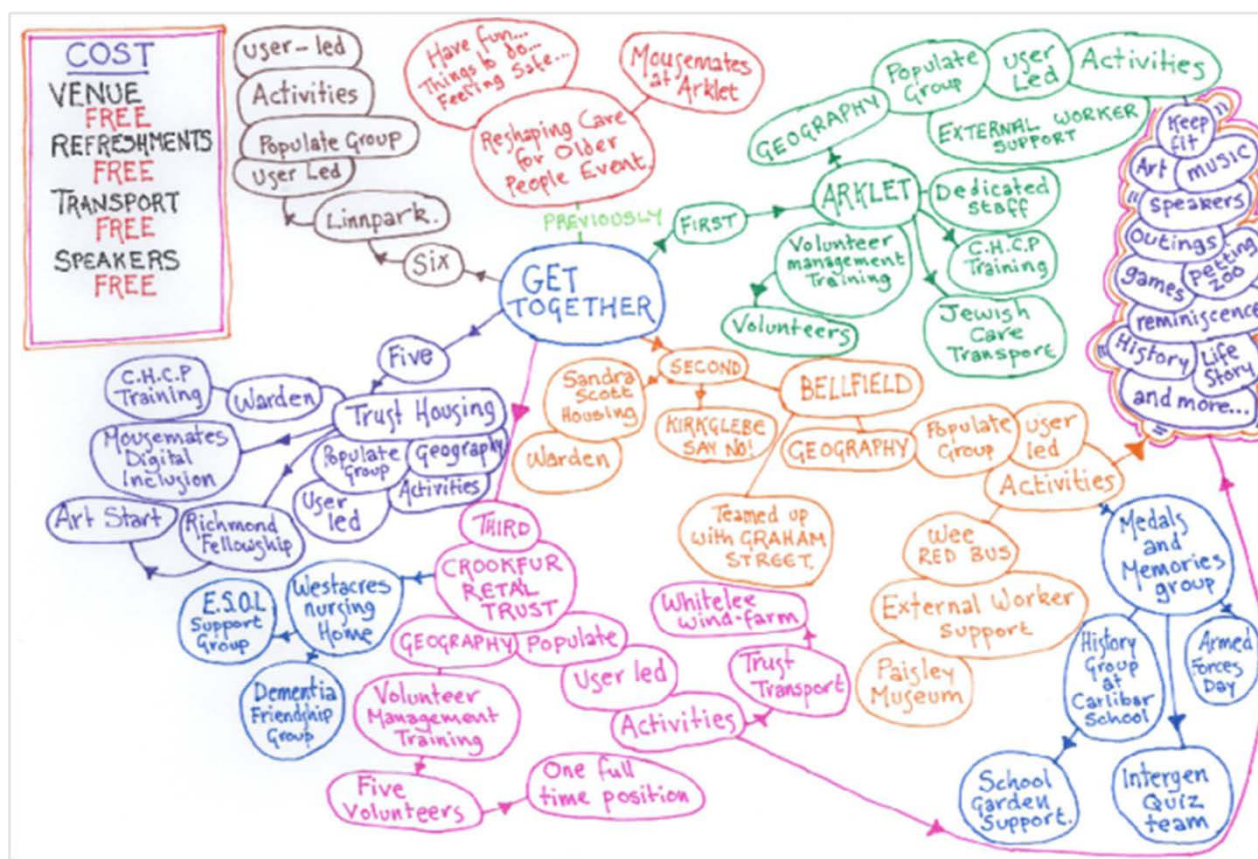 COST
VENUE
FREE
REFRESHMENTS
FREE
TRANSPORT
FREE
SPEAKERS
FREE
user-led
Activities
Populate Group
User Led
Linnpark.
Six
Have fun...
Things to do...
Feeling Safe...
Mousemates
at Arklet
Reshaping Care
for Older
People Event.
PREVIOUSLY
GET
TOGETHER
FIRST
ARKLET
GEOGRAPHY
Populate
Group
User
Led
Activities
EXTERNAL WORKER
SUPPORT
Dedicated
staff
C.H.C.P
Training
Jewish
Care
Transport
Volunteer
management
Training
Volunteers
Keep
fit
Art
music
speakers
Outings
Petting
Zoo
games
reminiscence
History
Life
Story
and more...
Five
Trust Housing
Warden
C.H.C.P
Training
Mousemates
Digital
Inclusion
Populate
Group
Geography
User
led
Activities
Richmond
Fellowship
Art Start
SECOND
Sandra
Scott
Housing
Warden
KIRKGLEBE
SAY NO!
BELLFIELD
GEOGRAPHY
Populate
Group
user
led
Activities
Teamed up
with GRAHAM
STREET.
Wee
RED BUS
External Worker
Support
Paisley
Museum
Medals
and
Memories
group
History
Group
at
Carlibar
School
Armed
Forces
Day
School
Garden
Support.
Intergen
Quiz
team
THIRD
CROOKFUR
RETAL
TRUST
Westacres
nursing
Home
E.S.O.L
Support
Group
Dementia
Friendship
Group
GEOGRAPHY
Populate
User led
Activities
Trust
Transport
Whitelee
wind-farm
Volunteer
Management
Training
Five
Volunteers
One full
time position